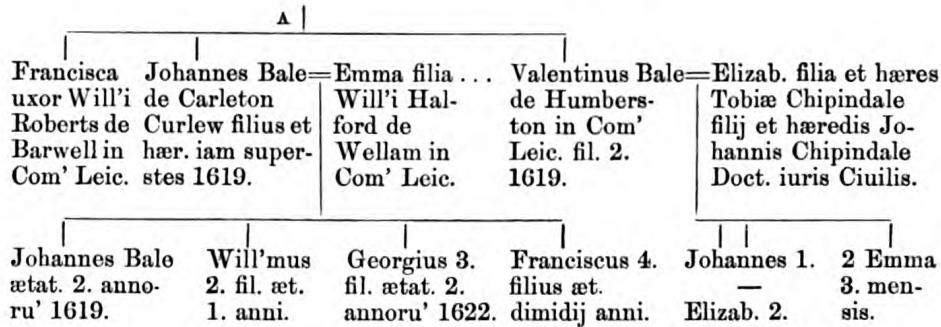 A
Francisca
uxor Will'i
Roberts de
Barwell in
Com' Leic.
Johannes Bale=Emma filia . . .
de Carleton
Curlew filius et
hær. iam super-
stes 1619.
Will'i Hal-
ford de
Wellam in
Com' Leic.
Valentinus Bale=Elizab. filia et hæres
de Humbers-
ton in Com'
Leic. fil. 2.
1619.
Tobiæ Chipindale
filij et hæredis Jo-
hannis Chipindale
Doct. iuris Ciuilis.
Johannes Bale
ætat. 2. anno-
ru' 1619.
Will'mus
2. fil. æt.
1. anni.
Georgius 3.
fil. ætat. 2.
annoru' 1622.
Franciscus 4.
filius æt.
dimidij anni.
Johannes 1.
—
Elizab. 2.
2 Emma
3. men-
sis.